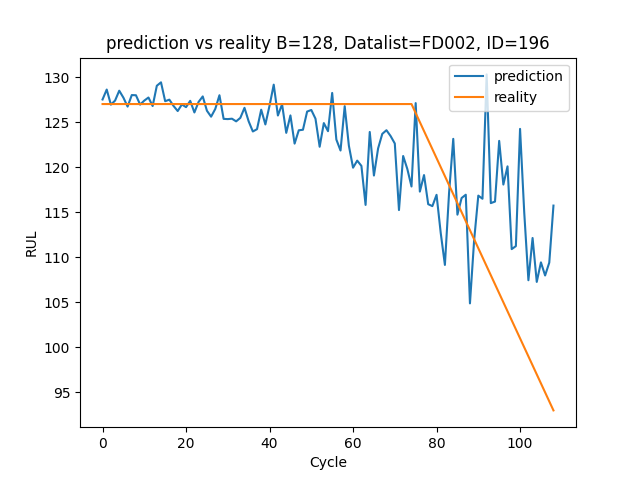 prediction vs reality B=128, Datalist=FD002, ID=196
prediction
reality
130
125
120
115
110
105
100
95
RUL
0 20 40 60 80 100
Cycle